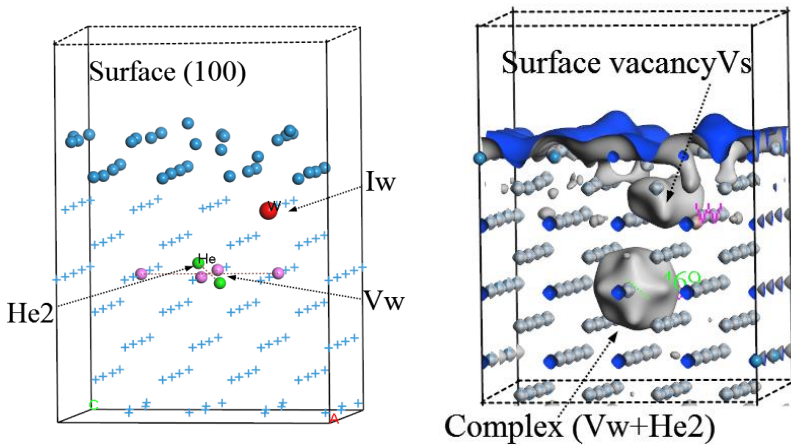 Surface (100)
Iw
W
He
He2
Vw
C
A
Surface vacancyVs
Complex (Vw+He2)